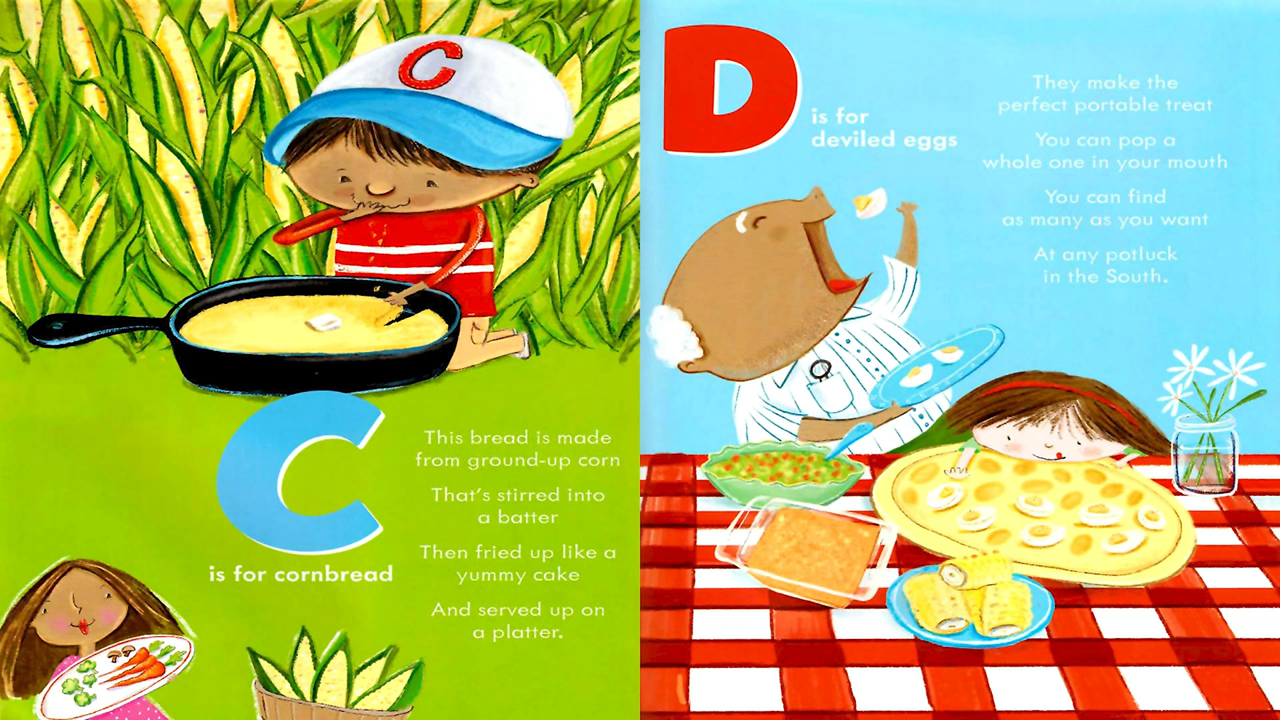 C
C
is for cornbread
This bread is made
from ground-up corn
That's stirred into
a batter
Then fried up like a
yummy cake
And served up on
a platter.
D
is for
deviled eggs
They make the
perfect portable treat
You can pop a
whole one in your mouth
You can find
as many as you want
At any potluck
in the South.